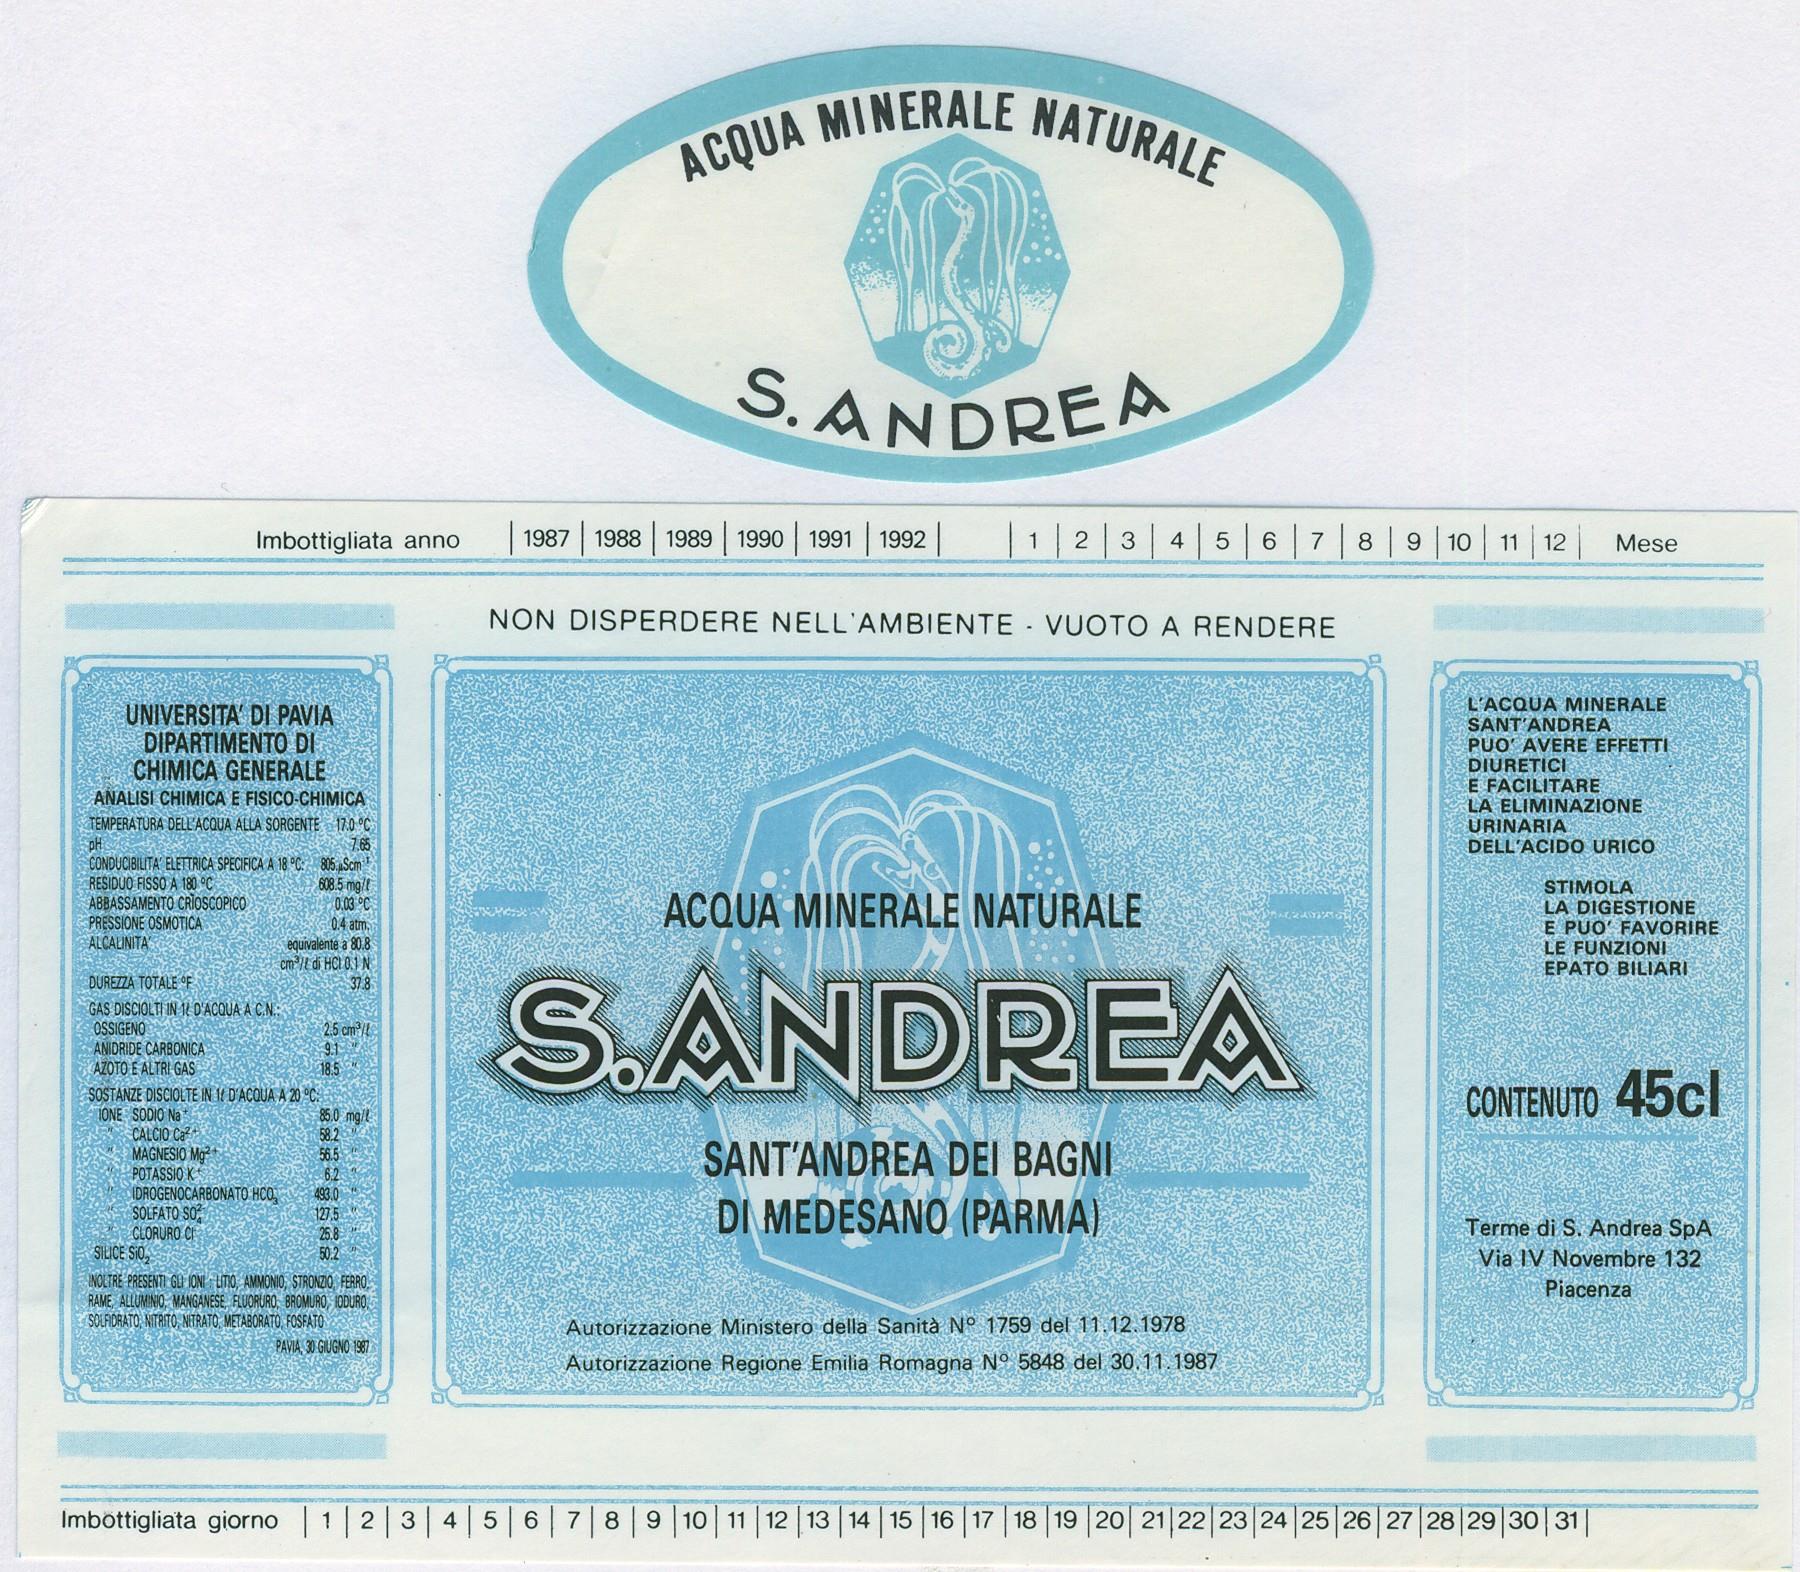 ACQUA MINERALE NATURALE
S. ANDREA
Imbottigliata anno | 1987 | 1988 | 1989 | 1990 | 1991 | 1992 | | 1 | 2 | 3 | 4 | 5 | 6 | 7 | 8 | 9 | 10 | 11 | 12 | Mese
NON DISPERDERE NELL'AMBIENTE - VUOTO A RENDERE
UNIVERSITA' DI PAVIA
DIPARTIMENTO DI
CHIMICA GENERALE
ANALISI CHIMICA E FISICO-CHIMICA
TEMPERATURA DELL'ACQUA ALLA SORGENTE 17.0 °C
pH 7.65
CONDUCIBILITA' ELETTRICA SPECIFICA A 18 °C: 805 µScm⁻¹
RESIDUO FISSO A 180 °C 608.5 mg/ℓ
ABBASSAMENTO CRIOSCOPICO 0.03 °C
PRESSIONE OSMOTICA 0.4 atm.
ALCALINITA' equivalente a 80.8
cm³/ℓ di HCl 0.1 N
DUREZZA TOTALE °F 37.8
GAS DISCIOLTI IN 1ℓ D'ACQUA A C.N.:
OSSIGENO 2.5 cm³/ℓ
ANIDRIDE CARBONICA 9.1 "
AZOTO E ALTRI GAS 18.5 "
SOSTANZE DISCIOLTE IN 1ℓ D'ACQUA A 20 °C:
IONE SODIO Na⁺ 85.0 mg/ℓ
" CALCIO Ca²⁺ 58.2 "
" MAGNESIO Mg²⁺ 56.5 "
" POTASSIO K⁺ 6.2 "
" IDROGENOCARBONATO HCO₃⁻ 493.0 "
" SOLFATO SO₄²⁻ 127.5 "
" CLORURO Cl⁻ 25.8 "
SILICE SiO₂ 50.2 "
INOLTRE PRESENTI GLI IONI : LITIO, AMMONIO, STRONZIO, FERRO,
RAME, ALLUMINIO, MANGANESE, FLUORURO, BROMURO, IODURO,
SOLFIDRATO, NITRITO, NITRATO, METABORATO, FOSFATO
PAVIA, 30 GIUGNO 1987
ACQUA MINERALE NATURALE
S. ANDREA
SANT'ANDREA DEI BAGNI
DI MEDESANO (PARMA)
Autorizzazione Ministero della Sanità N° 1759 del 11.12.1978
Autorizzazione Regione Emilia Romagna N° 5848 del 30.11.1987
L'ACQUA MINERALE
SANT'ANDREA
PUO' AVERE EFFETTI
DIURETICI
E FACILITARE
LA ELIMINAZIONE
URINARIA
DELL'ACIDO URICO
STIMOLA
LA DIGESTIONE
E PUO' FAVORIRE
LE FUNZIONI
EPATO BILIARI
CONTENUTO 45cl
Terme di S. Andrea SpA
Via IV Novembre 132
Piacenza
Imbottigliata giorno | 1 | 2 | 3 | 4 | 5 | 6 | 7 | 8 | 9 | 10 | 11 | 12 | 13 | 14 | 15 | 16 | 17 | 18 | 19 | 20 | 21 | 22 | 23 | 24 | 25 | 26 | 27 | 28 | 29 | 30 | 31 |